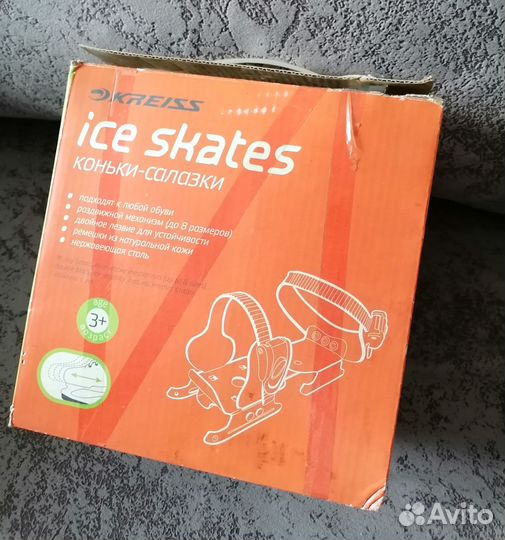 KREISS
ice skates
коньки-салазки
подходят к любой обуви
раздвижной механизм (до 8 размеров)
двойное лезвие для устойчивости
ремешки из натуральной кожи
нержавеющая сталь
age
3+
возраст
Avito